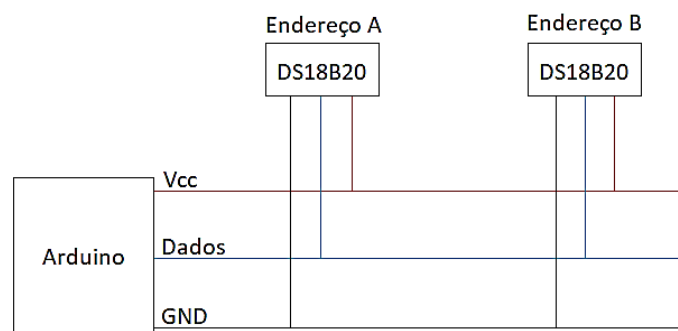 Endereço A
Endereço B
DS18B20
DS18B20
Vcc
Dados
Arduino
GND